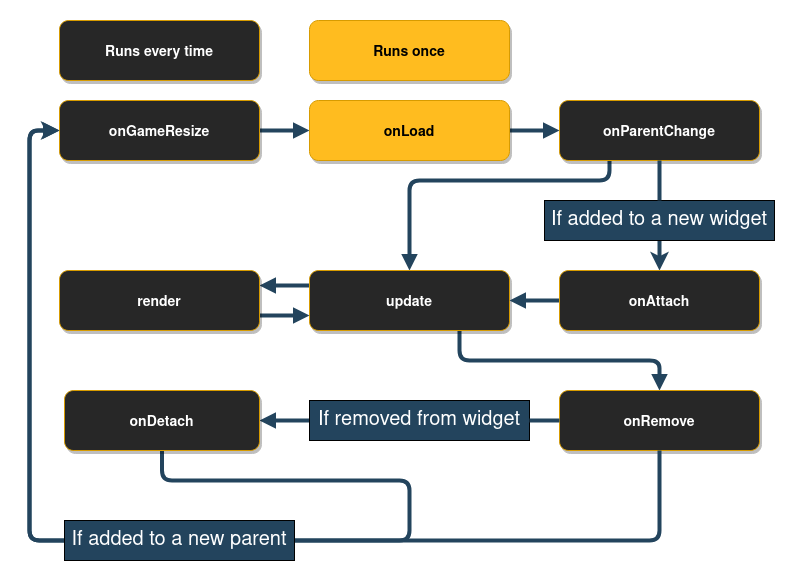 Runs every time
Runs once
onGameResize
onLoad
onParentChange
If added to a new widget
render
update
onAttach
onDetach
If removed from widget
onRemove
If added to a new parent